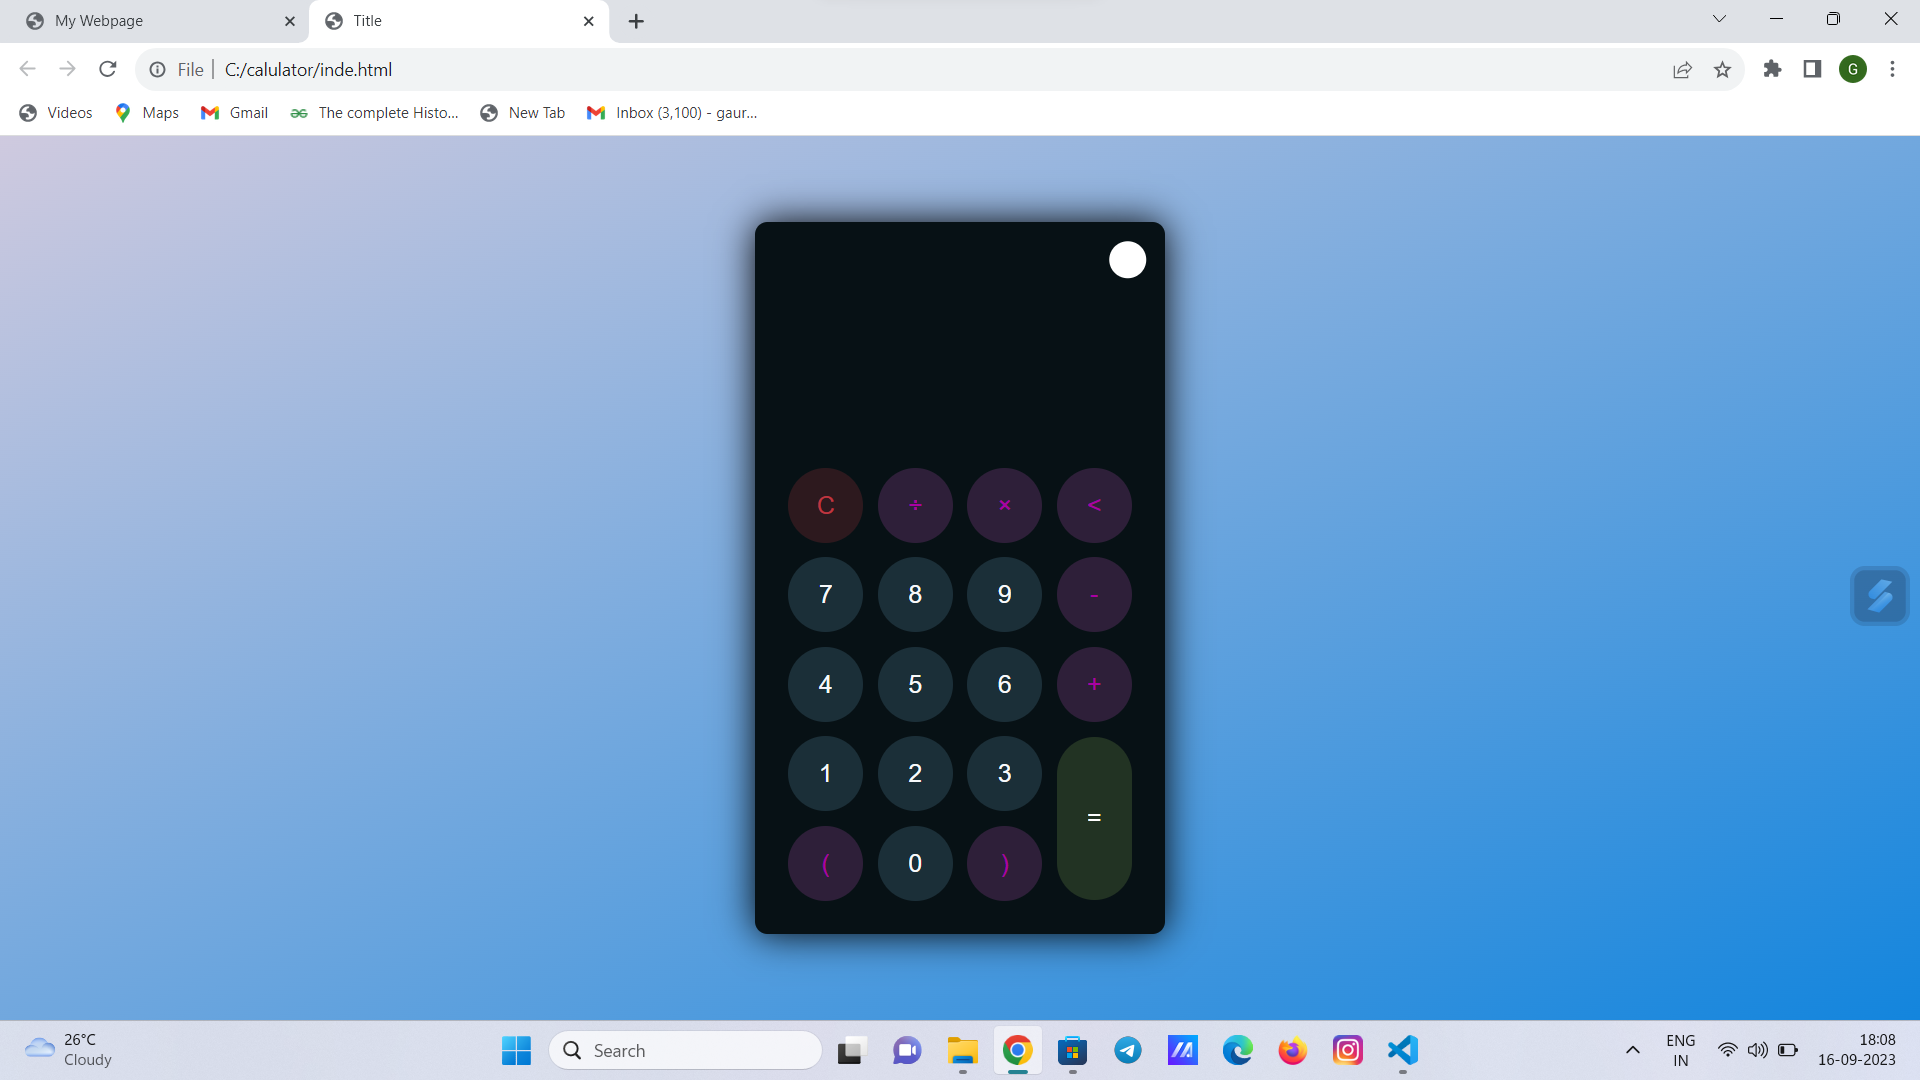 My Webpage
Title
File
C:/calulator/inde.html
G
Videos
Maps
Gmail
The complete Histo...
New Tab
Inbox (3,100) - gaur...
C ÷ × <
7 8 9 -
4 5 6 +
1 2 3
=
( 0 )
26°C
Cloudy
Search
ENG
IN
18:08
16-09-2023